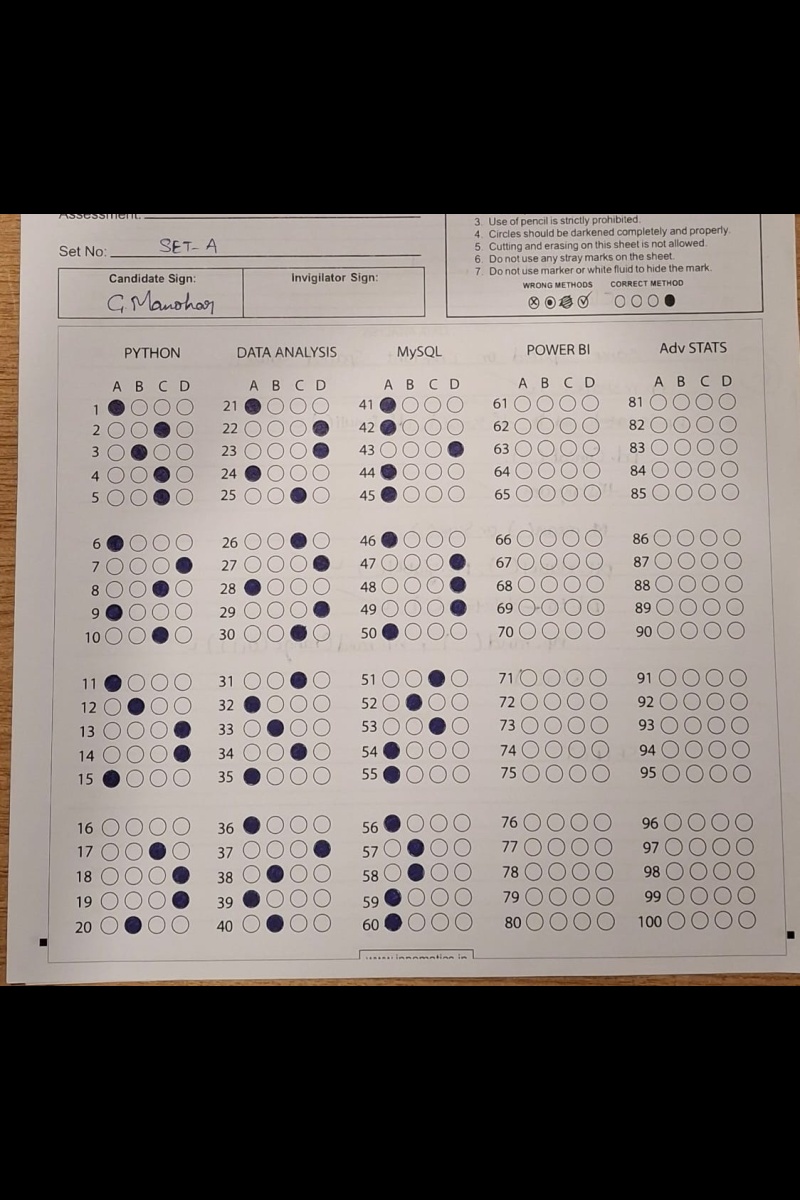 Assessment:
Set No: SET- A
Candidate Sign: Invigilator Sign:
G Manohar
3. Use of pencil is strictly prohibited.
4. Circles should be darkened completely and properly.
5. Cutting and erasing on this sheet is not allowed.
6. Do not use any stray marks on the sheet.
7. Do not use marker or white fluid to hide the mark.
WRONG METHODS CORRECT METHOD
PYTHON DATA ANALYSIS MySQL POWER BI Adv STATS
A B C D A B C D A B C D A B C D A B C D
1 21 41 61 81
2 22 42 62 82
3 23 43 63 83
4 24 44 64 84
5 25 45 65 85
6 26 46 66 86
7 27 47 67 87
8 28 48 68 88
9 29 49 69 89
10 30 50 70 90
11 31 51 71 91
12 32 52 72 92
13 33 53 73 93
14 34 54 74 94
15 35 55 75 95
16 36 56 76 96
17 37 57 77 97
18 38 58 78 98
19 39 59 79 99
20 40 60 80 100